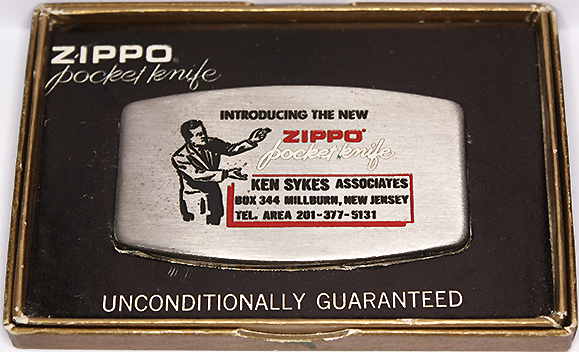 ZIPPO
pocket knife
INTRODUCING THE NEW
ZIPPO®
pocket knife
KEN SYKES ASSOCIATES
BOX 344 MILLBURN, NEW JERSEY
TEL. AREA 201-377-5131
UNCONDITIONALLY GUARANTEED